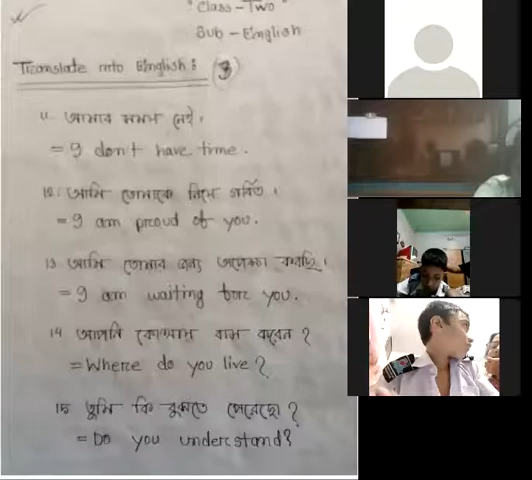 "Class - Two"
Sub - English
Translate into English: (3)
11. আমার সময় নেই।
= I don't have time.
12। আমি তোমাকে নিয়ে গর্বিত।
= I am proud of you.
13 আমি তোমার জন্য অপেক্ষা করছি।
= I am waiting for you.
14 আপনি কোথায় বাস করেন?
= Where do you live?
15 তুমি কি বুঝতে পেরেছো?
= Do you understand?